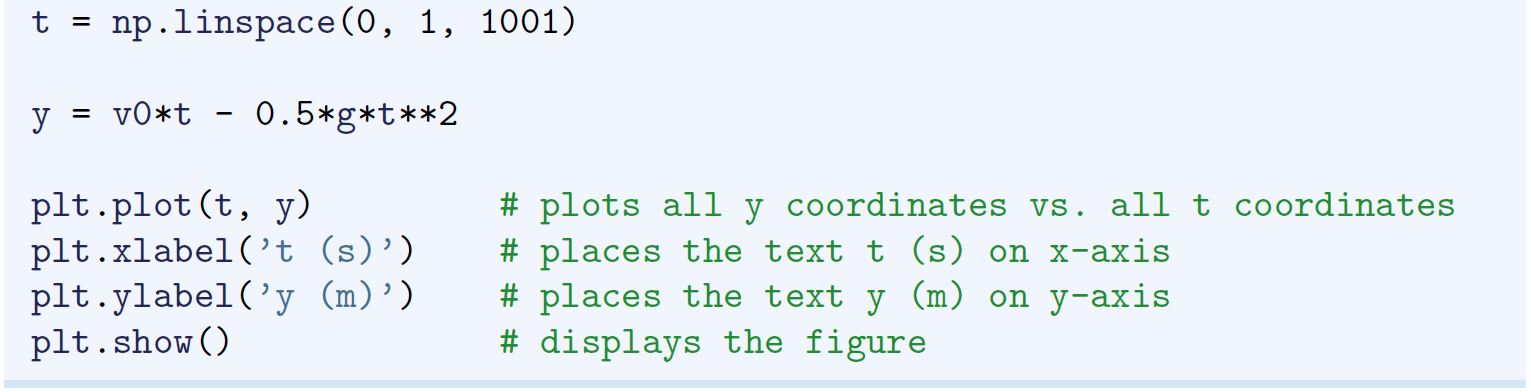 t = np.linspace(0, 1, 1001)
y = v0*t - 0.5*g*t**2
plt.plot(t, y)          # plots all y coordinates vs. all t coordinates
plt.xlabel(’t (s)’)     # places the text t (s) on x-axis
plt.ylabel(’y (m)’)     # places the text y (m) on y-axis
plt.show()              # displays the figure